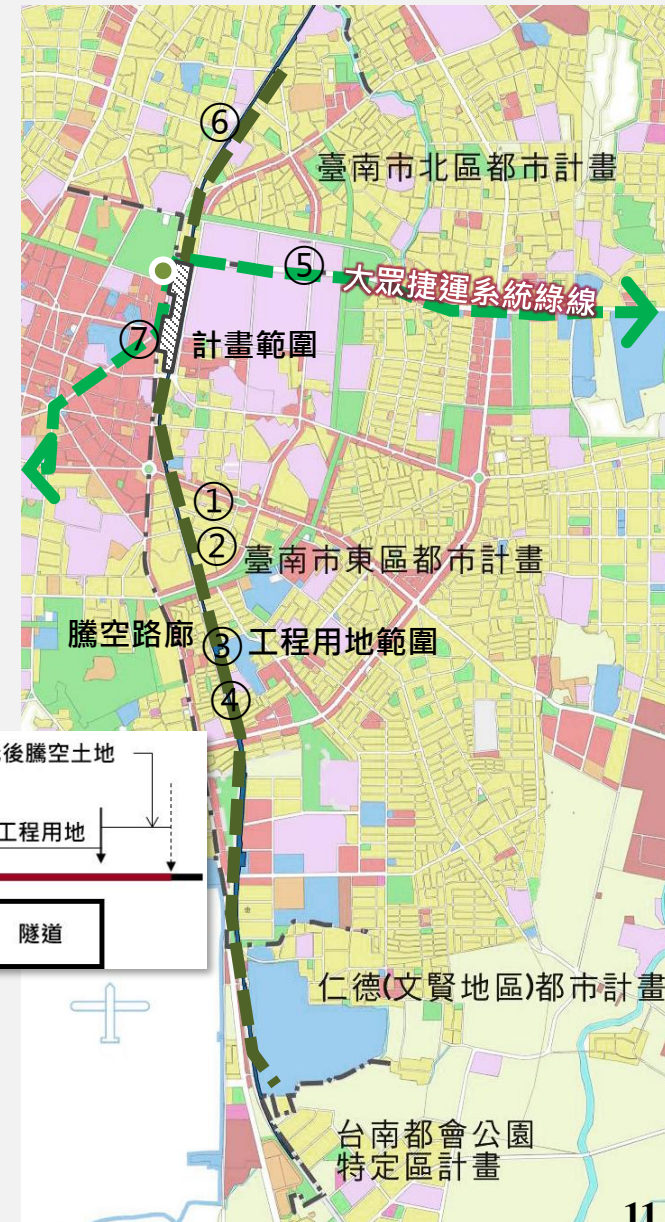 ⑥
臺南市北區都市計畫
⑤
大眾捷運系統綠線
⑦
計畫範圍
①
②
臺南市東區都市計畫
騰空路廊
③
工程用地範圍
④
後騰空土地
工程用地
隧道
仁德(文賢地區)都市計畫
台南都會公園
特定區計畫
11